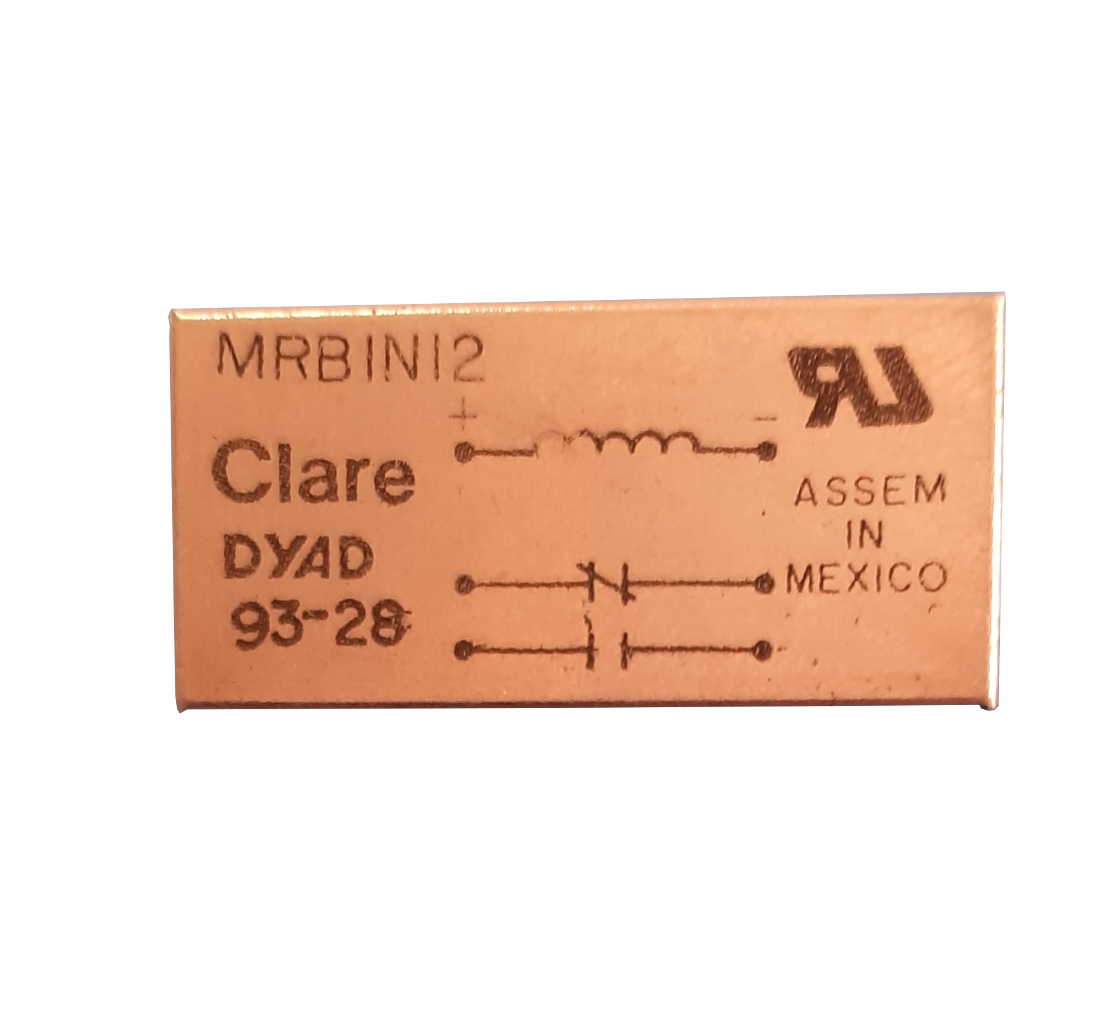 MRB1N12
+ −
Clare
DYAD
93-28
ASSEM
IN
MEXICO